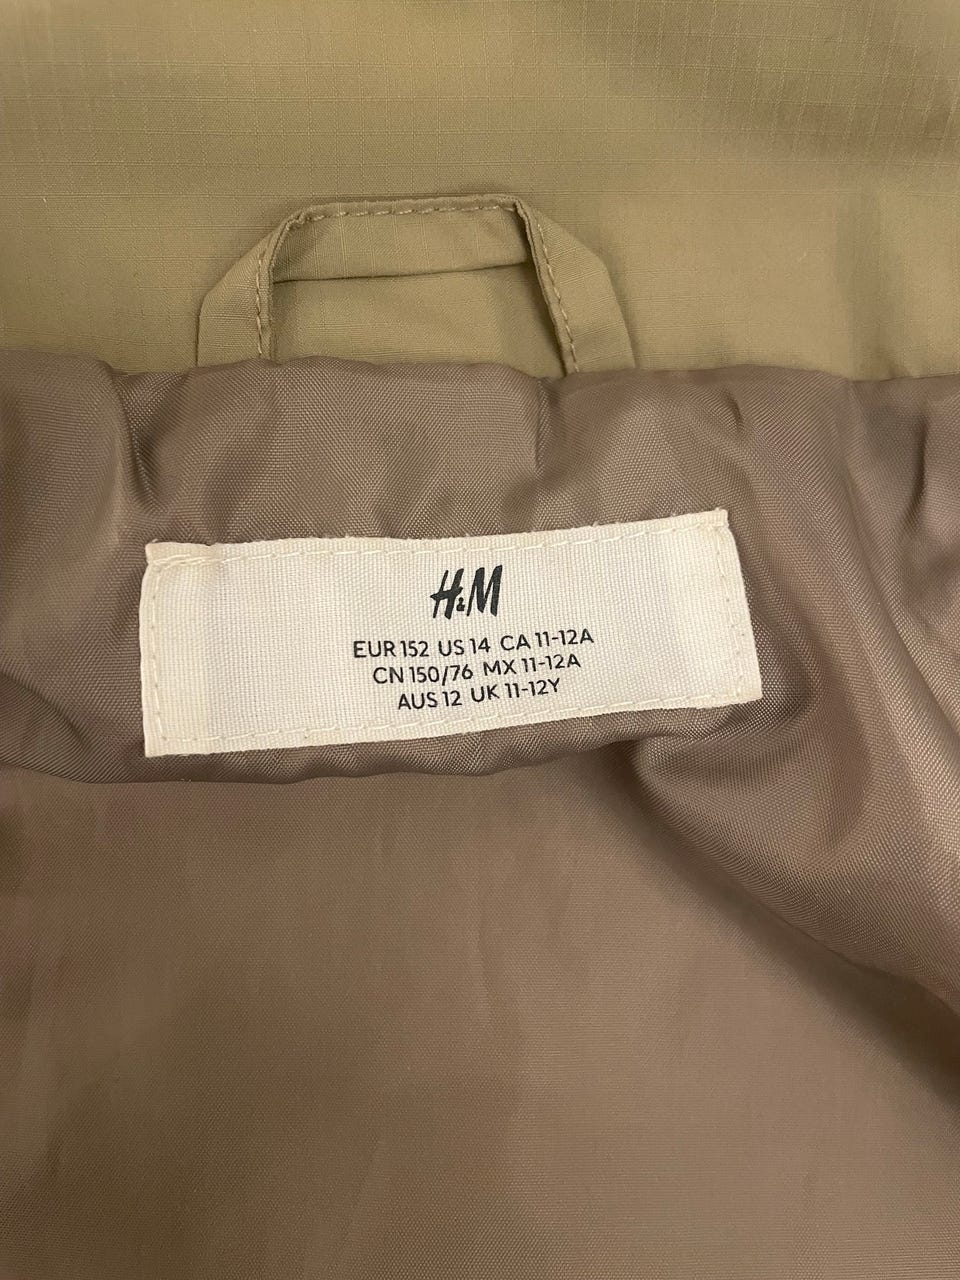 H&M
EUR 152 US 14 CA 11-12A
CN 150/76 MX 11-12A
AUS 12 UK 11-12Y